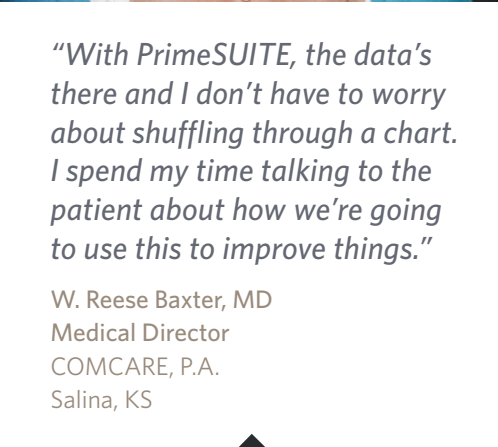 “With PrimeSUITE, the data’s
there and I don’t have to worry
about shuffling through a chart.
I spend my time talking to the
patient about how we’re going
to use this to improve things.”
W. Reese Baxter, MD
Medical Director
COMCARE, P.A.
Salina, KS